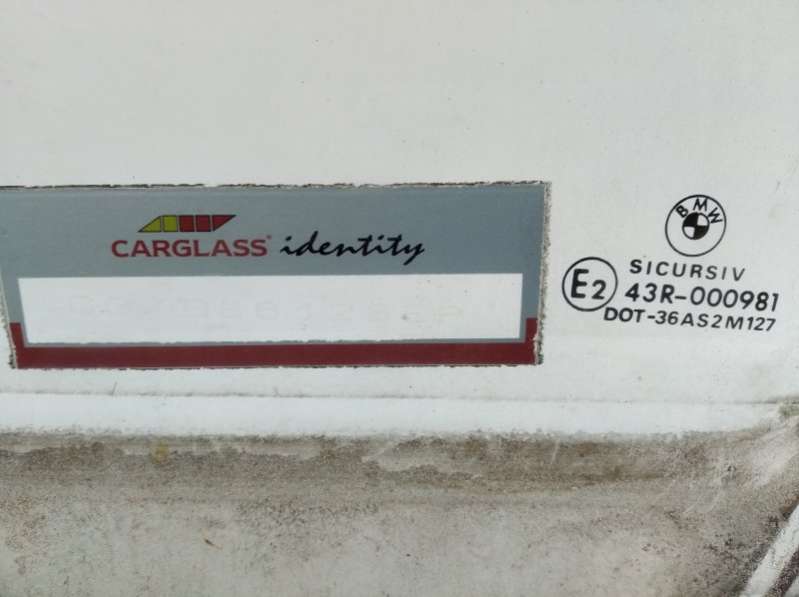 CARGLASS® identity
BMW
SICURSIV
E2 43R-000981
DOT-36AS2M127